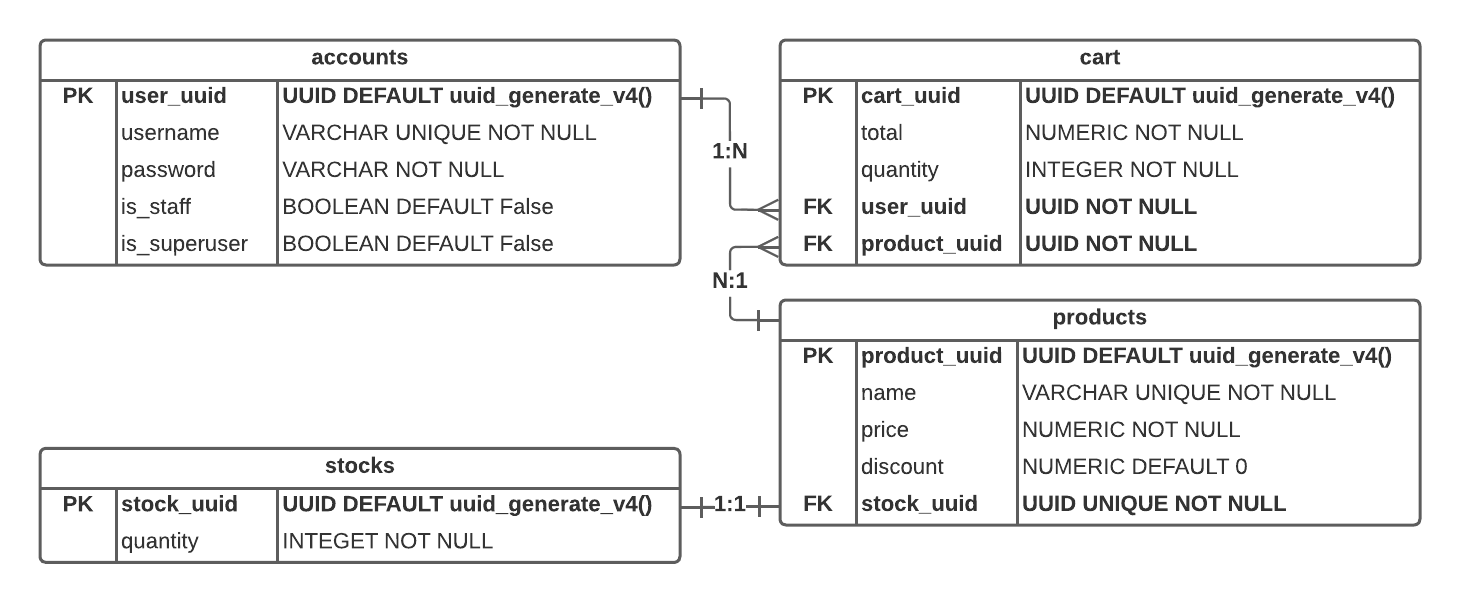 accounts
PK user_uuid UUID DEFAULT uuid_generate_v4()
username VARCHAR UNIQUE NOT NULL
password VARCHAR NOT NULL
is_staff BOOLEAN DEFAULT False
is_superuser BOOLEAN DEFAULT False
1:N
cart
PK cart_uuid UUID DEFAULT uuid_generate_v4()
total NUMERIC NOT NULL
quantity INTEGER NOT NULL
FK user_uuid UUID NOT NULL
FK product_uuid UUID NOT NULL
N:1
products
PK product_uuid UUID DEFAULT uuid_generate_v4()
name VARCHAR UNIQUE NOT NULL
price NUMERIC NOT NULL
discount NUMERIC DEFAULT 0
FK stock_uuid UUID UNIQUE NOT NULL
stocks
PK stock_uuid UUID DEFAULT uuid_generate_v4()
quantity INTEGET NOT NULL
1:1